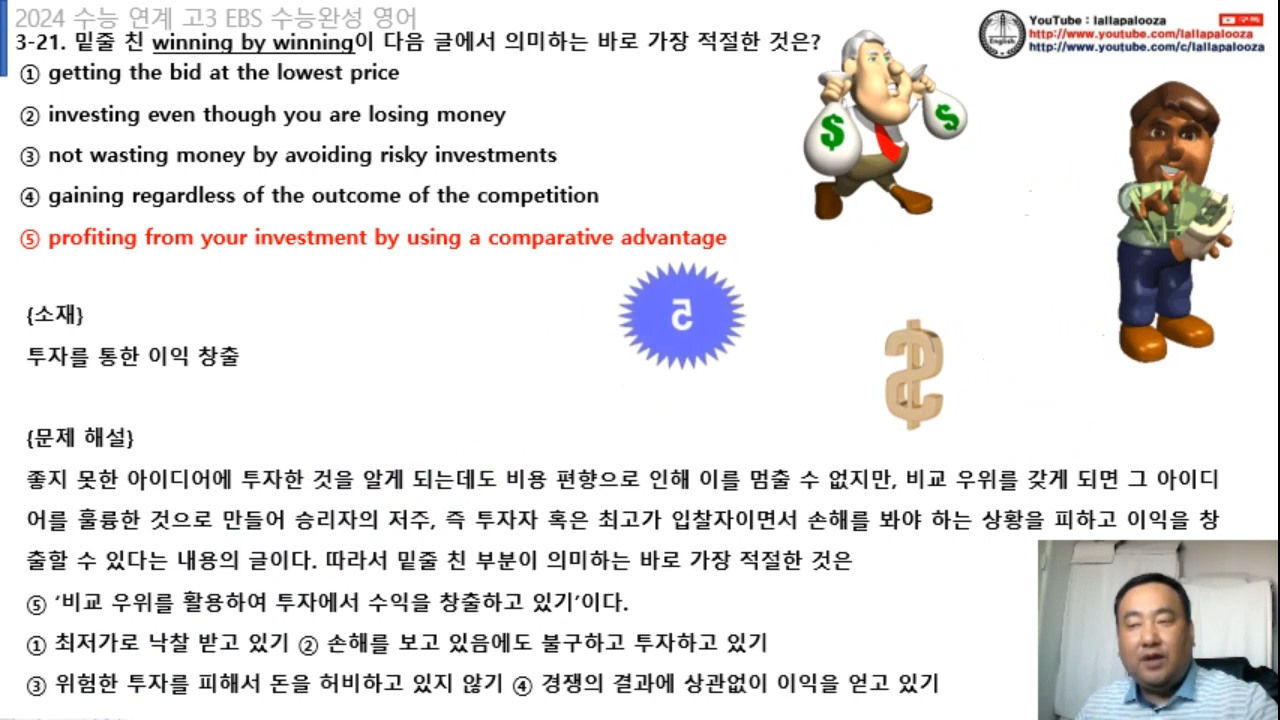 2024 수능 연계 고3 EBS 수능완성 영어
YouTube : lallapalooza
구독
http://www.youtube.com/lallapalooza
http://www.youtube.com/c/lallapalooza
English
3-21. 밑줄 친 winning by winning이 다음 글에서 의미하는 바로 가장 적절한 것은?
① getting the bid at the lowest price
② investing even though you are losing money
③ not wasting money by avoiding risky investments
④ gaining regardless of the outcome of the competition
⑤ profiting from your investment by using a comparative advantage
$
$
5
$
{소재}
투자를 통한 이익 창출
{문제 해설}
좋지 못한 아이디어에 투자한 것을 알게 되는데도 비용 편향으로 인해 이를 멈출 수 없지만, 비교 우위를 갖게 되면 그 아이디
어를 훌륭한 것으로 만들어 승리자의 저주, 즉 투자자 혹은 최고가 입찰자이면서 손해를 봐야 하는 상황을 피하고 이익을 창
출할 수 있다는 내용의 글이다. 따라서 밑줄 친 부분이 의미하는 바로 가장 적절한 것은
⑤ ‘비교 우위를 활용하여 투자에서 수익을 창출하고 있기’이다.
① 최저가로 낙찰 받고 있기 ② 손해를 보고 있음에도 불구하고 투자하고 있기
③ 위험한 투자를 피해서 돈을 허비하고 있지 않기 ④ 경쟁의 결과에 상관없이 이익을 얻고 있기